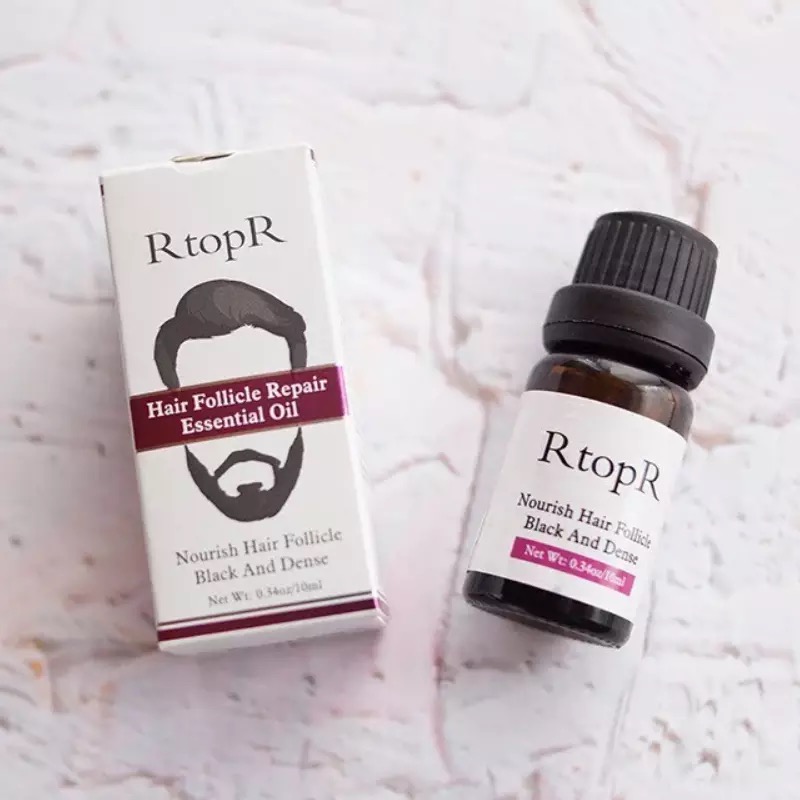 RtopR
Hair Follicle Repair
Essential Oil
Nourish Hair Follicle
Black And Dense
Net Wt: 0.34oz/10ml
RtopR
Nourish Hair Follicle
Black And Dense
Net Wt: 0.34oz/10ml